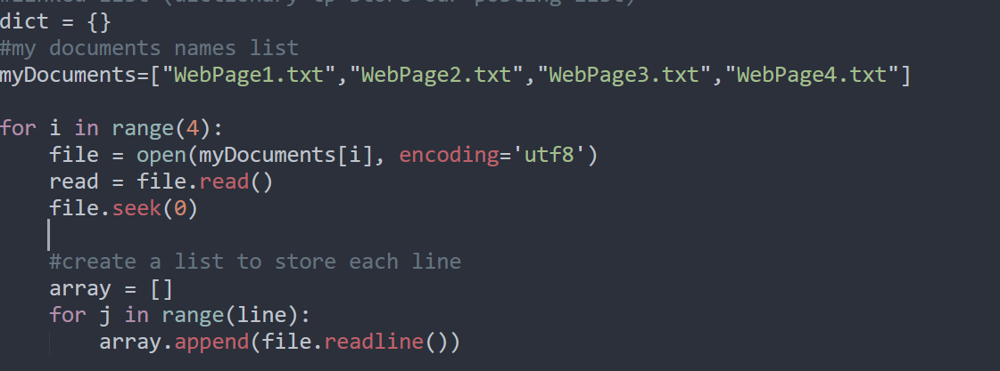 #linked list (dictionary tp store our posting list)
dict = {}
#my documents names list
myDocuments=["WebPage1.txt","WebPage2.txt","WebPage3.txt","WebPage4.txt"]
for i in range(4):
    file = open(myDocuments[i], encoding='utf8')
    read = file.read()
    file.seek(0)
    #create a list to store each line
    array = []
    for j in range(line):
        array.append(file.readline())